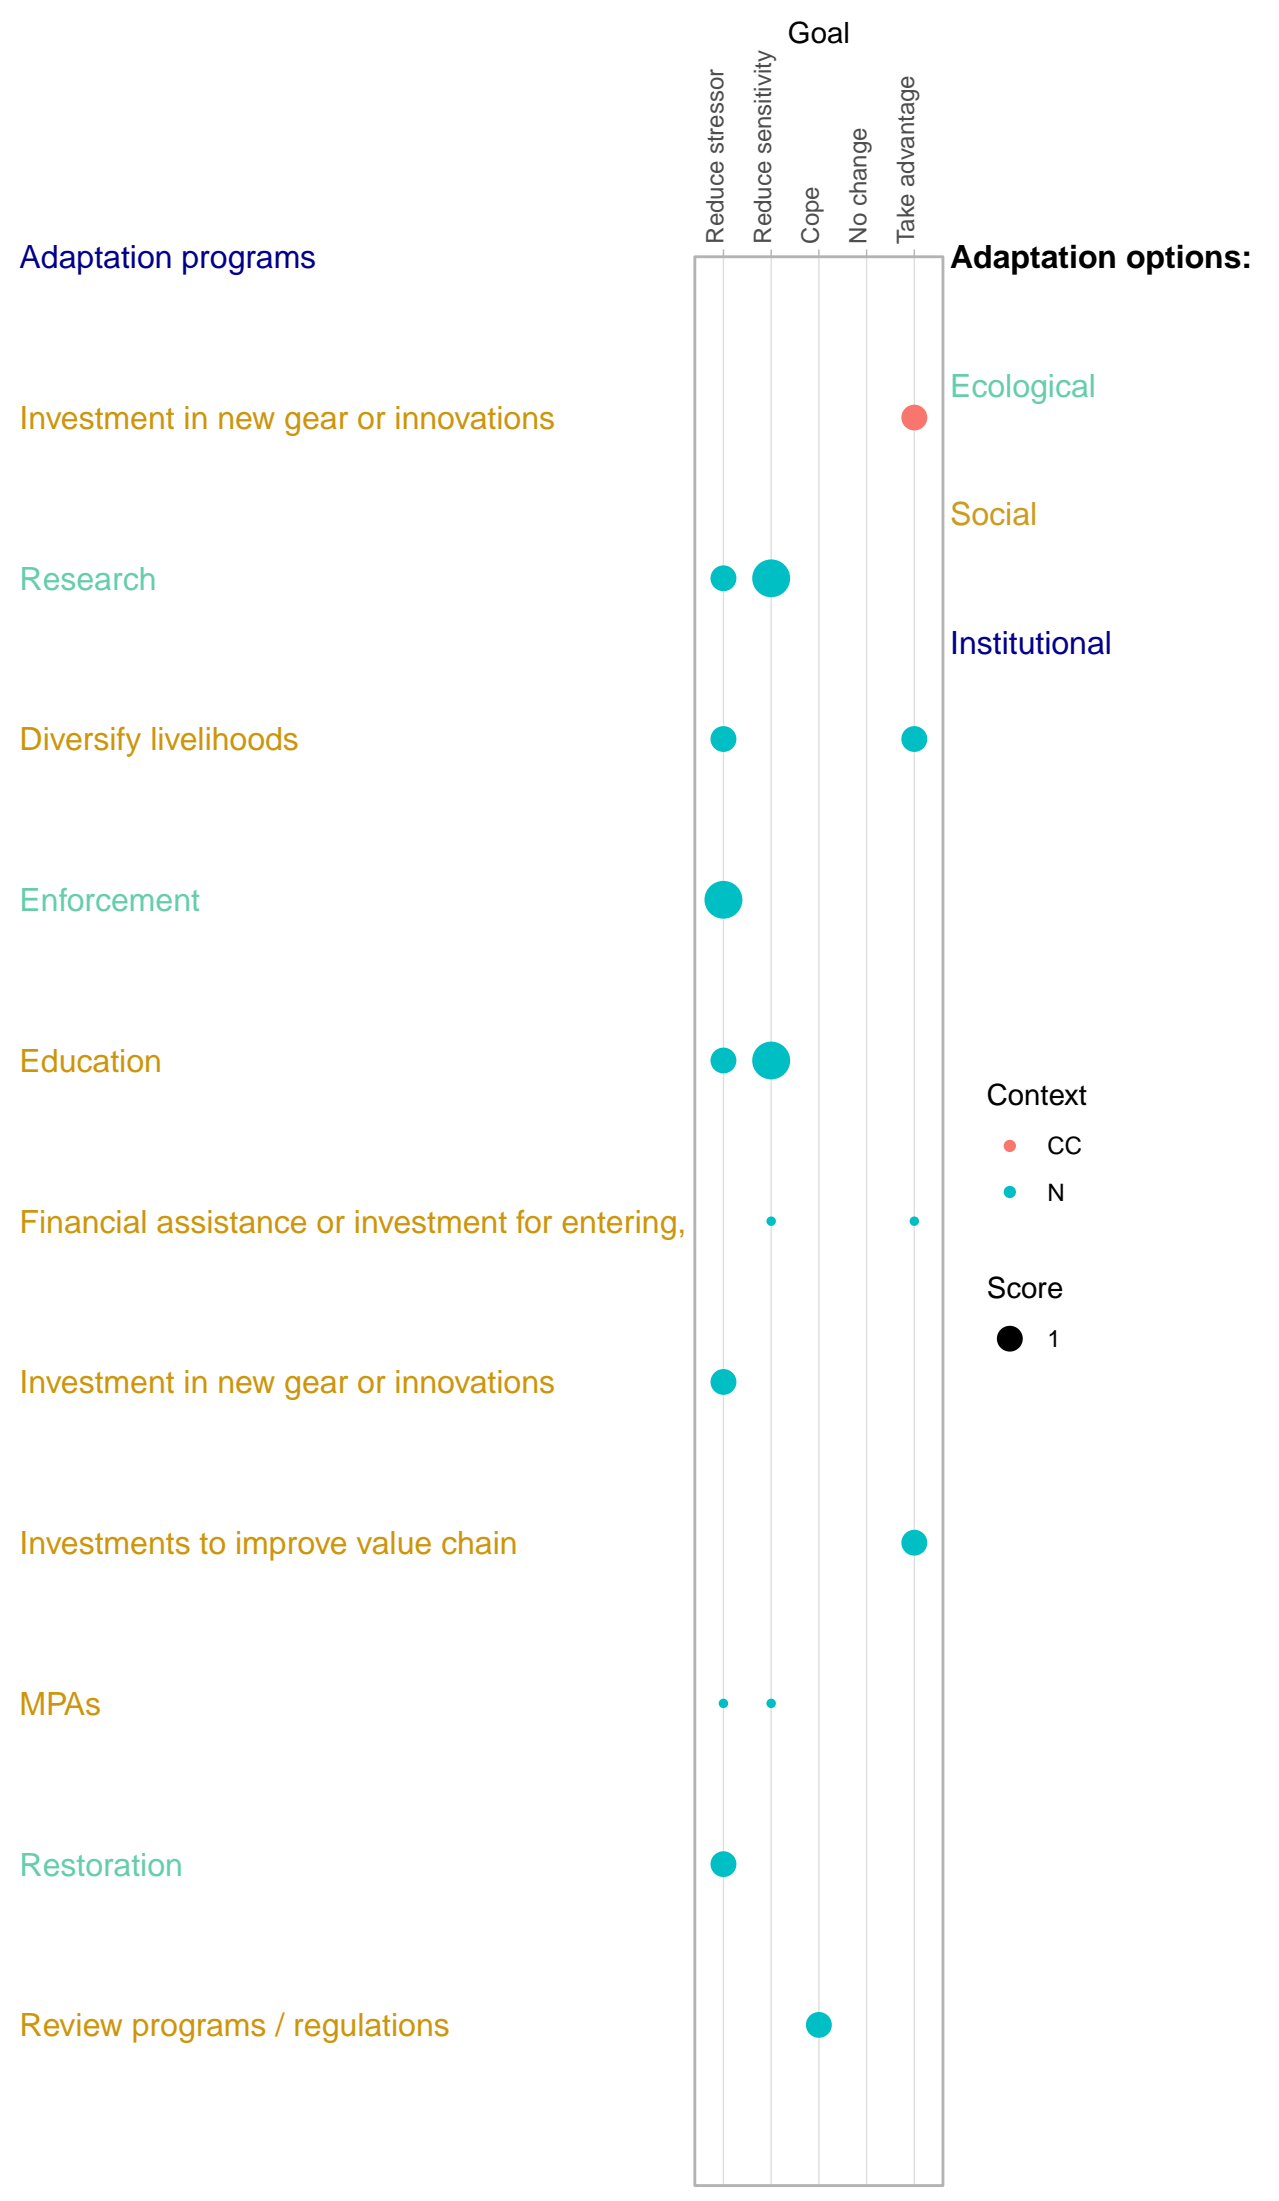 Goal
Reduce stressor
Reduce sensitivity
Cope
No change
Take advantage
Adaptation programs
Adaptation options:
Ecological
Investment in new gear or innovations
Social
Research
Institutional
Diversify livelihoods
Enforcement
Education
Context
CC
N
Financial assistance or investment for entering,
Score
1
Investment in new gear or innovations
Investments to improve value chain
MPAs
Restoration
Review programs / regulations